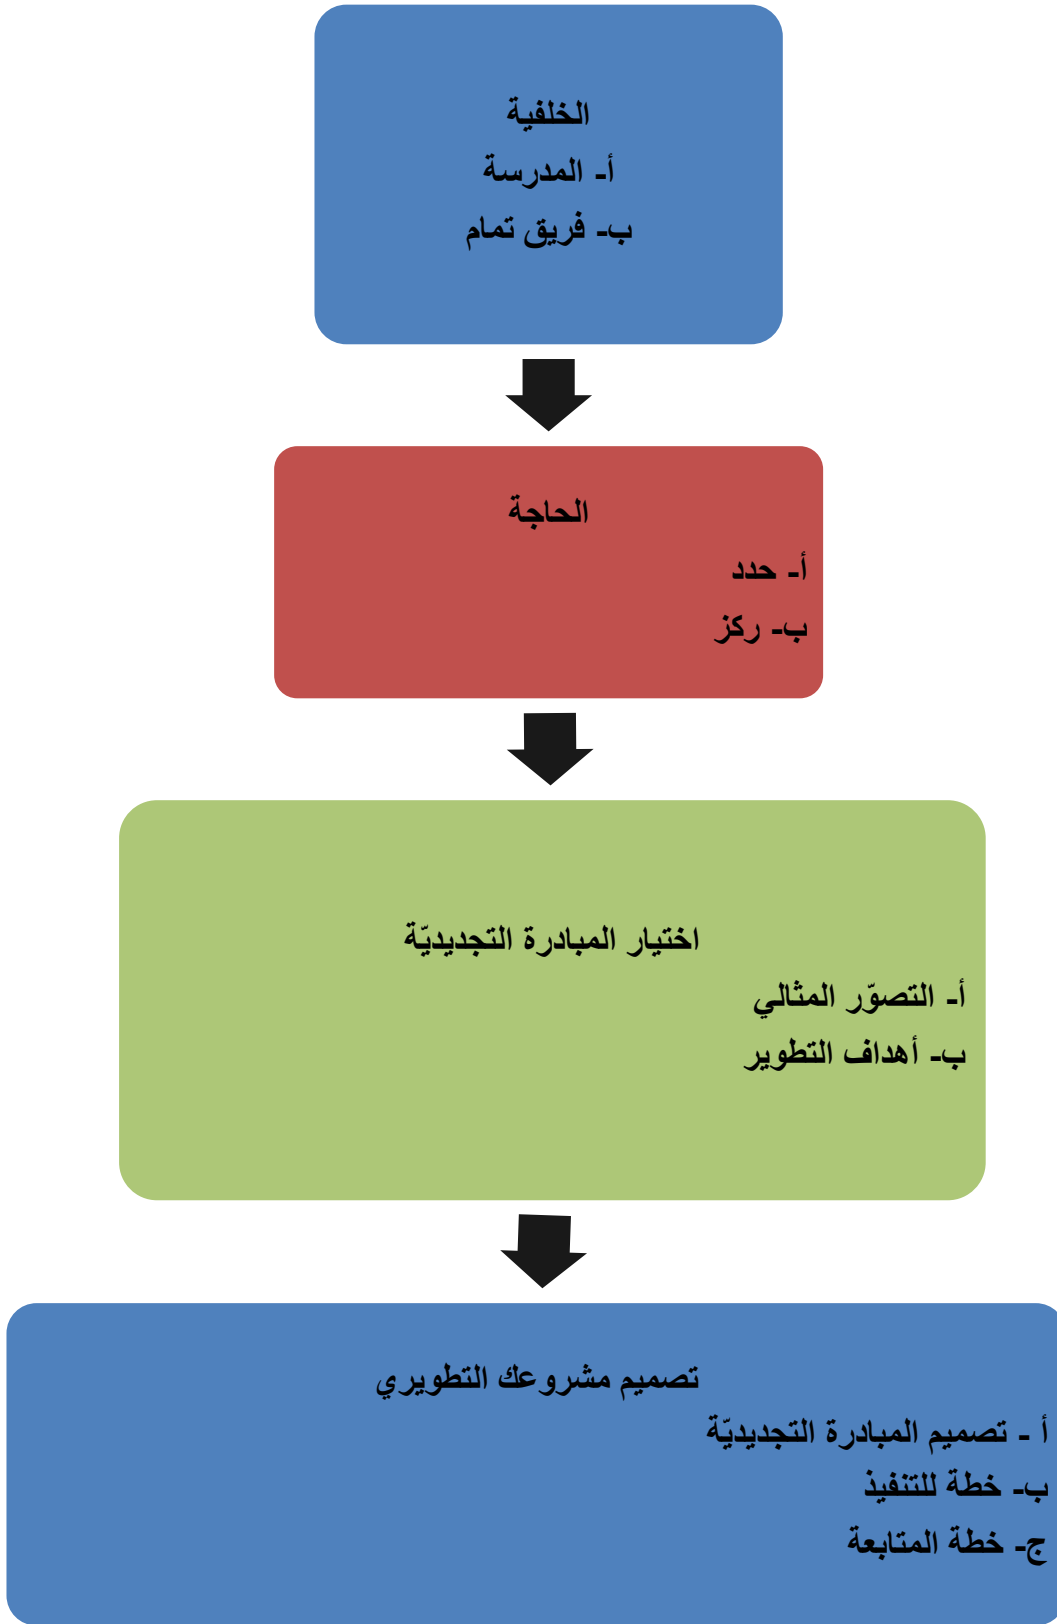 الخلفية
أ- المدرسة
ب- فريق تمام
الحاجة
أ- حدد
ب- ركز
اختيار المبادرة التجديديّة
أ- التصوّر المثالي
ب- أهداف التطوير
تصميم مشروعك التطويري
أ - تصميم المبادرة التجديديّة
ب- خطة للتنفيذ
ج- خطة المتابعة